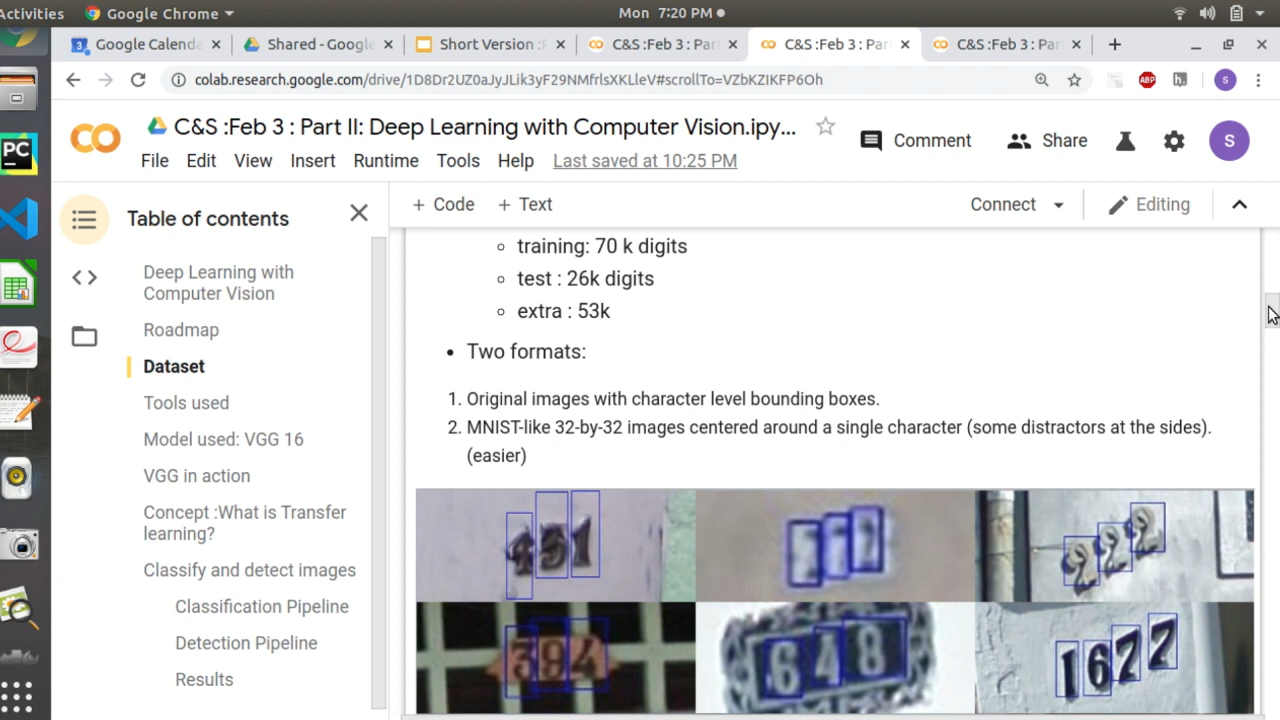 Activities Google Chrome Mon 7:20 PM
Google Calenda Shared - Google Short Version : C&S :Feb 3 : Par C&S :Feb 3 : Par C&S :Feb 3 : Par
colab.research.google.com/drive/1D8Dr2UZ0aJyJLik3yF29NMfrlsXKLleV#scrollTo=VZbKZIKFP6Oh
ABP
S
C&S :Feb 3 : Part II: Deep Learning with Computer Vision.ipy...
Comment Share S
File Edit View Insert Runtime Tools Help Last saved at 10:25 PM
PC
Table of contents
Deep Learning with
Computer Vision
Roadmap
Dataset
Tools used
Model used: VGG 16
VGG in action
Concept :What is Transfer
learning?
Classify and detect images
Classification Pipeline
Detection Pipeline
Results
+ Code + Text Connect Editing
training: 70 k digits
test : 26k digits
extra : 53k
Two formats:
1. Original images with character level bounding boxes.
2. MNIST-like 32-by-32 images centered around a single character (some distractors at the sides).
(easier)
222
394
648
1622